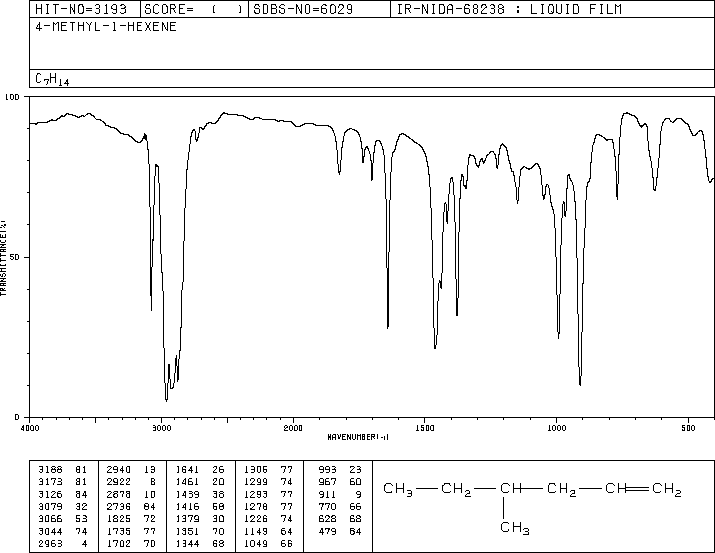 HIT-NO=3193 SCORE= ( ) SDBS-NO=6029 IR-NIDA-68238 : LIQUID FILM
4-METHYL-1-HEXENE
C7H14
100
50
0
TRANSMITTANCE(%)
4000 3000 2000 1500 1000 500
WAVENUMBER(-1)
3188 81 2940 13 1641 26 1306 77 993 23
3173 81 2922 8 1461 20 1299 74 967 60
3126 84 2878 10 1439 38 1293 77 911 9
3079 32 2736 84 1416 58 1278 77 770 66
3066 53 1825 72 1379 30 1226 74 628 68
3044 74 1735 77 1351 70 1149 64 479 84
2963 4 1702 70 1344 68 1049 66
CH3 CH2 CH CH2 CH CH2
CH3